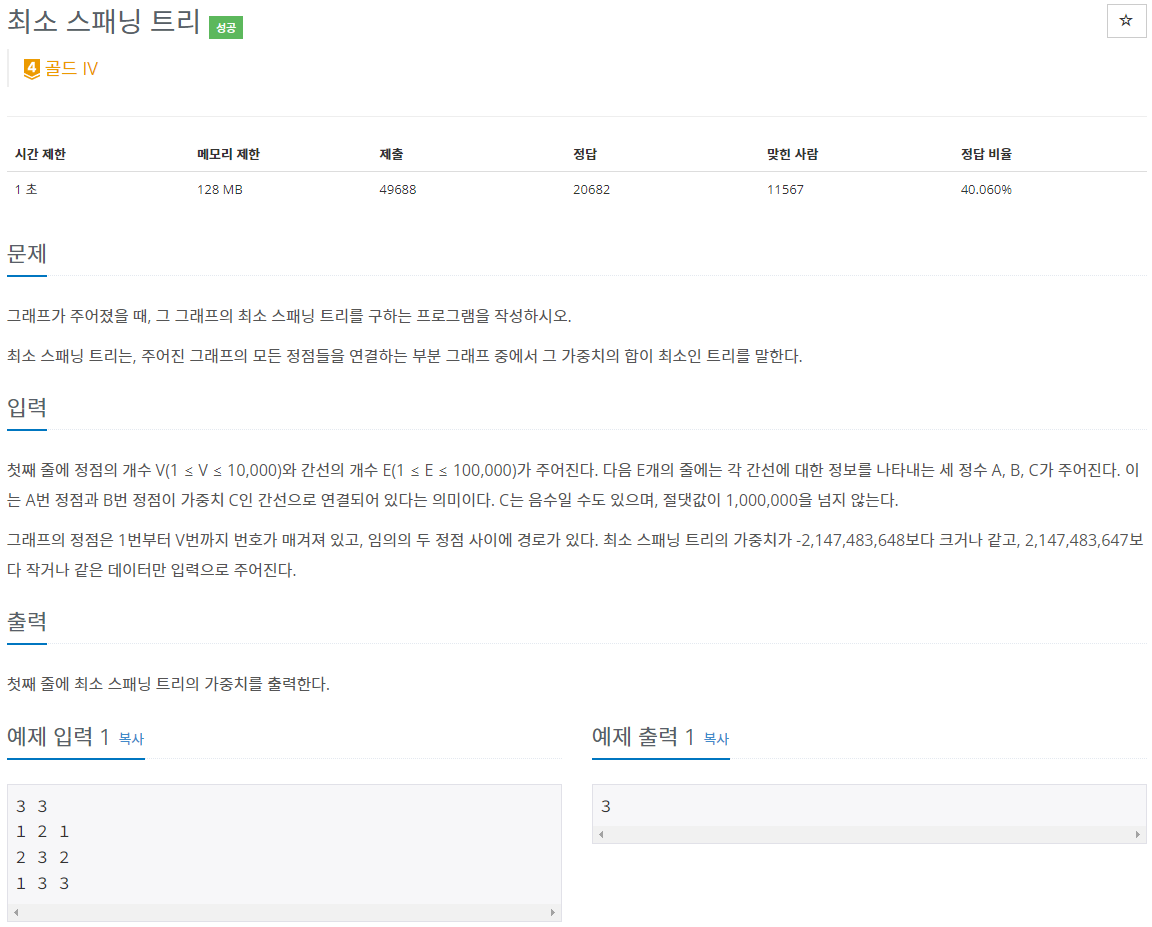 최소 스패닝 트리 성공
☆
4 골드 IV
시간 제한 메모리 제한 제출 정답 맞힌 사람 정답 비율
1 초 128 MB 49688 20682 11567 40.060%
문제
그래프가 주어졌을 때, 그 그래프의 최소 스패닝 트리를 구하는 프로그램을 작성하시오.
최소 스패닝 트리는, 주어진 그래프의 모든 정점들을 연결하는 부분 그래프 중에서 그 가중치의 합이 최소인 트리를 말한다.
입력
첫째 줄에 정점의 개수 V(1 ≤ V ≤ 10,000)와 간선의 개수 E(1 ≤ E ≤ 100,000)가 주어진다. 다음 E개의 줄에는 각 간선에 대한 정보를 나타내는 세 정수 A, B, C가 주어진다. 이
는 A번 정점과 B번 정점이 가중치 C인 간선으로 연결되어 있다는 의미이다. C는 음수일 수도 있으며, 절댓값이 1,000,000을 넘지 않는다.
그래프의 정점은 1번부터 V번까지 번호가 매겨져 있고, 임의의 두 정점 사이에 경로가 있다. 최소 스패닝 트리의 가중치가 -2,147,483,648보다 크거나 같고, 2,147,483,647보
다 작거나 같은 데이터만 입력으로 주어진다.
출력
첫째 줄에 최소 스패닝 트리의 가중치를 출력한다.
예제 입력 1 복사
3 3
1 2 1
2 3 2
1 3 3
예제 출력 1 복사
3